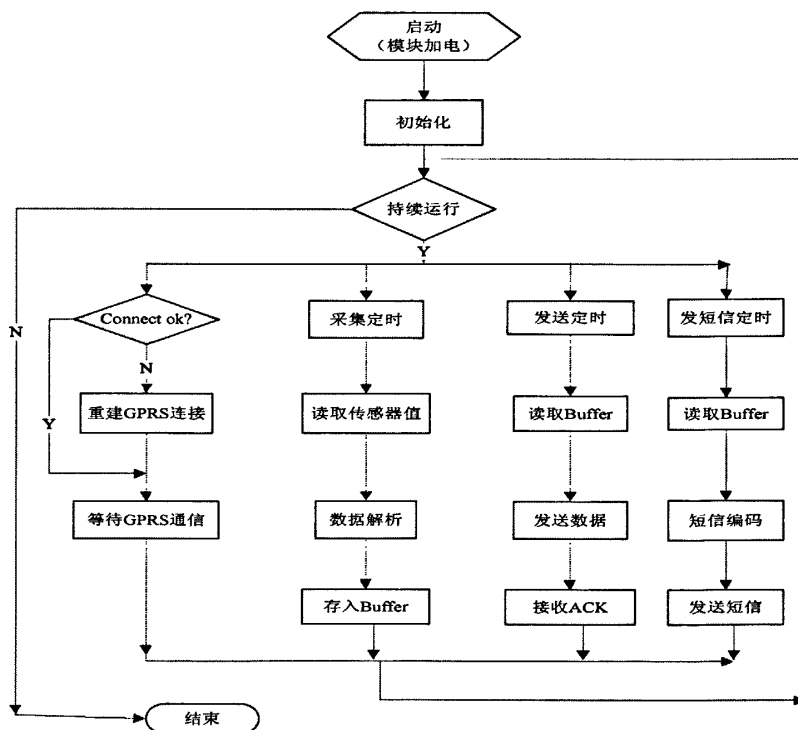 启动
（模块加电）
初始化
持续运行
Y
N
Connect ok?
采集定时
发送定时
发短信定时
N
Y
重建GPRS连接
读取传感器值
读取Buffer
读取Buffer
等待GPRS通信
数据解析
发送数据
短信编码
存入Buffer
接收ACK
发送短信
结束